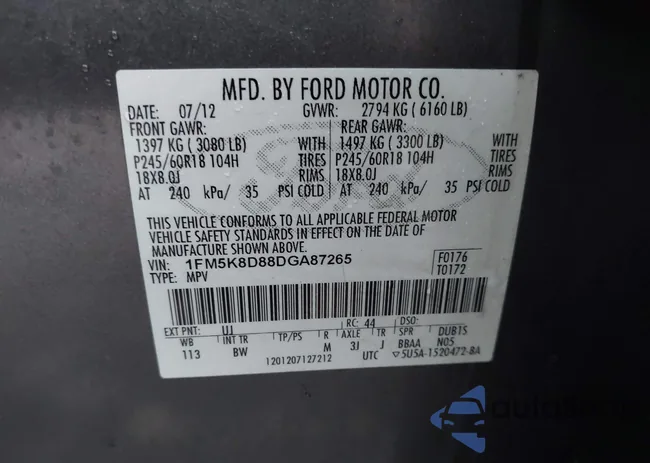 MFD. BY FORD MOTOR CO.
DATE: 07/12 GVWR: 2794 KG ( 6160 LB)
FRONT GAWR: REAR GAWR:
1397 KG ( 3080 LB) 1497 KG ( 3300 LB)
P245/60R18 104H TIRES P245/60R18 104H TIRES
18X8.0J RIMS 18X8.0J RIMS
AT 240 kPa/ 35 PSI COLD AT 240 kPa/ 35 PSI COLD
THIS VEHICLE CONFORMS TO ALL APPLICABLE FEDERAL MOTOR
VEHICLE SAFETY STANDARDS IN EFFECT ON THE DATE OF
MANUFACTURE SHOWN ABOVE.
VIN: 1FM5K8D88DGA87265 F0176
TYPE: MPV T0172
EXT PNT: UJ RC: 44 DSO:
WB INT TR TP/PS R AXLE TR SPR DUB1S
113 BW M 3J J BBAA N05
1201207127212 UTC ▽5U5A-1520472-BA